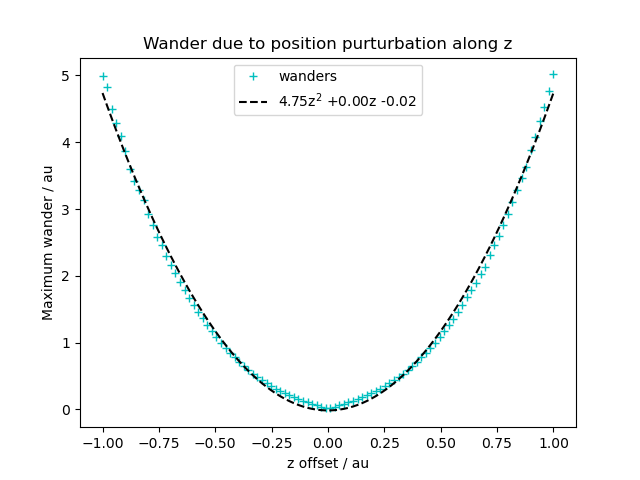 Wander due to position purturbation along z
wanders
4.75z² +0.00z -0.02
Maximum wander / au
5
4
3
2
1
0
−1.00 −0.75 −0.50 −0.25 0.00 0.25 0.50 0.75 1.00
z offset / au